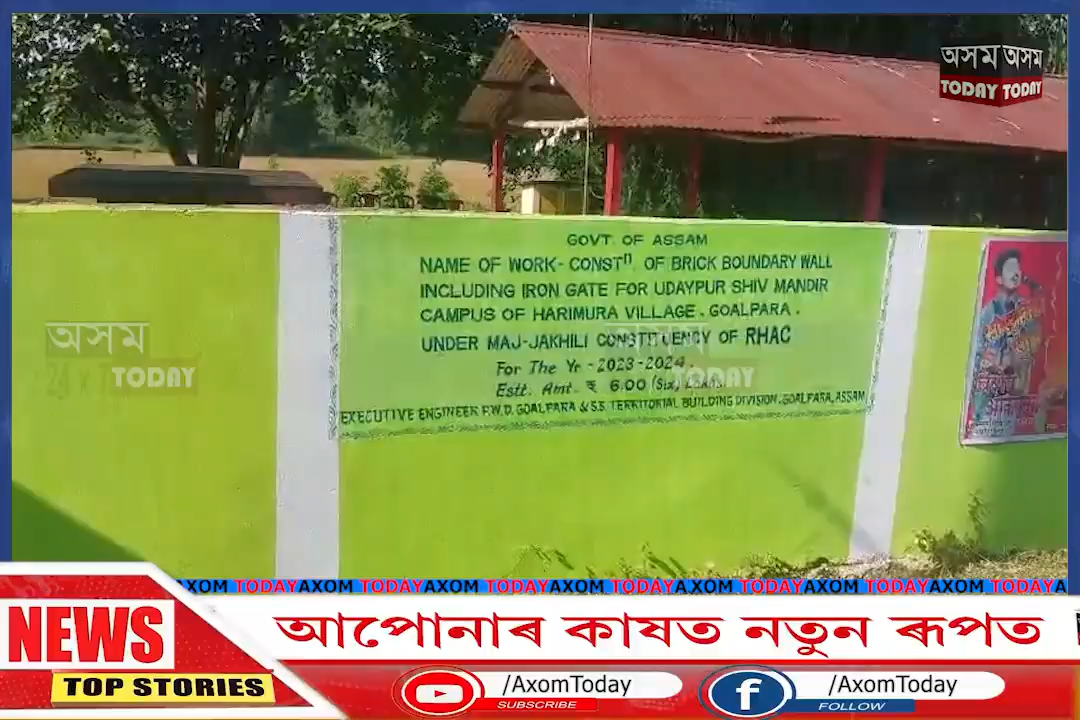 অসম অসম
TODAY TODAY
GOVT. OF ASSAM
NAME OF WORK- CONSTⁿ. OF BRICK BOUNDARY WALL
INCLUDING IRON GATE FOR UDAYPUR SHIV MANDIR
CAMPUS OF HARIMURA VILLAGE. GOALPARA.
UNDER MAJ-JAKHILI CONSTITUENCY OF RHAC
For The Yr -2023-2024
Estt. Amt. ₹ 6.00 (Six) Lakhs
EXECUTIVE ENGINEER P.W.D. GOALPARA & S.S. TERRITORIAL BUILDING DIVISION. GOALPARA, ASSAM
অসম
TODAY
অসম
TODAY
AXOM TODAYAXOM TODAYAXOM TODAYAXOM TODAYAXOM TODAYAXOM TODAYAXOM TODAY
NEWS
TOP STORIES
আপোনাৰ কাষত নতুন ৰূপত
/AxomToday
SUBSCRIBE
/AxomToday
FOLLOW